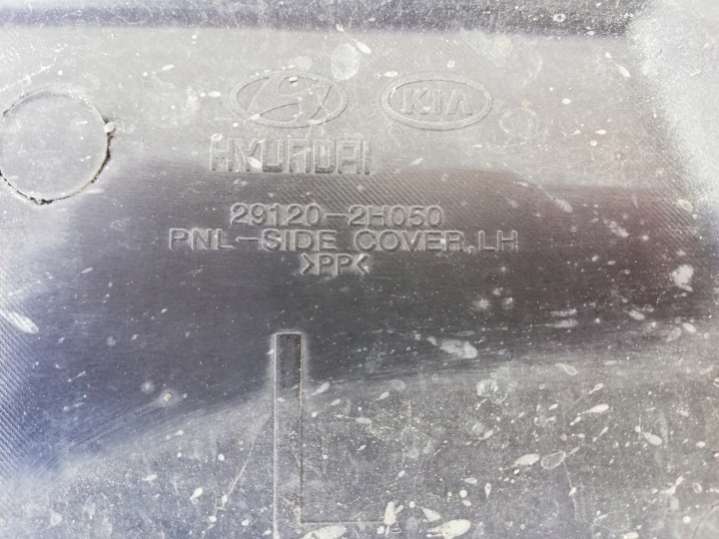 KIA
HYUNDAI
29120-2H050
PNL-SIDE COVER,LH
>PP<